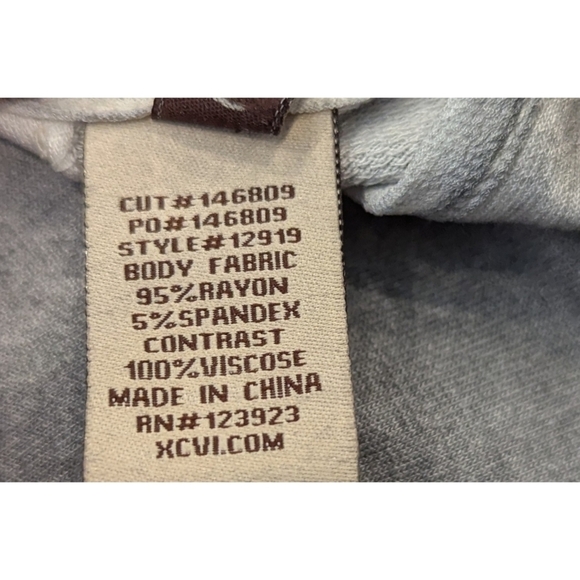 CUT#146809
PO#146809
STYLE#12919
BODY FABRIC
95%RAYON
5%SPANDEX
CONTRAST
100%VISCOSE
MADE IN CHINA
RN#123923
XCVI.COM